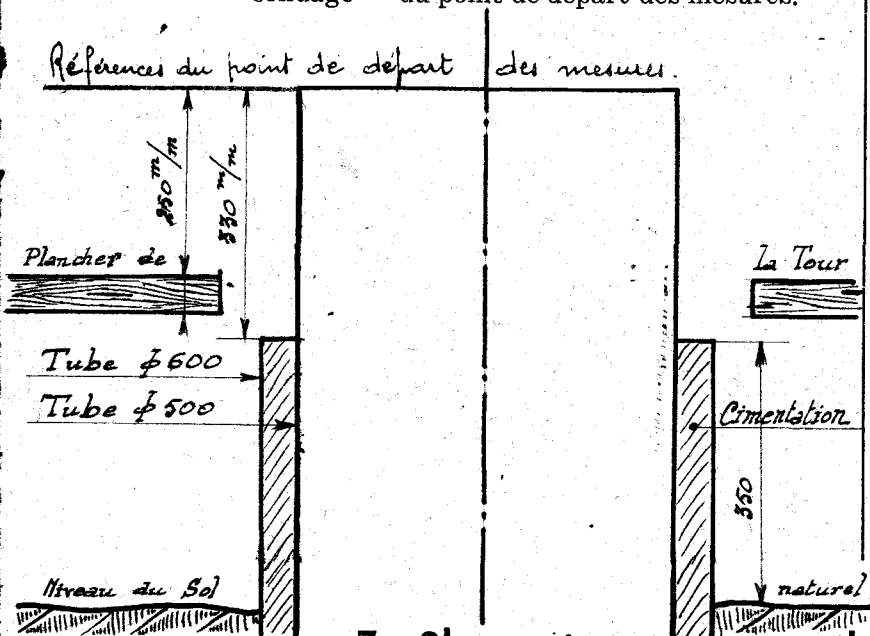 du point de départ des mesures.
Références du point de départ des mesures.
250 m/m
330 m/m
Plancher de la Tour
Tube ϕ 600
Tube ϕ 500
Cimentation
350
Niveau du Sol naturel